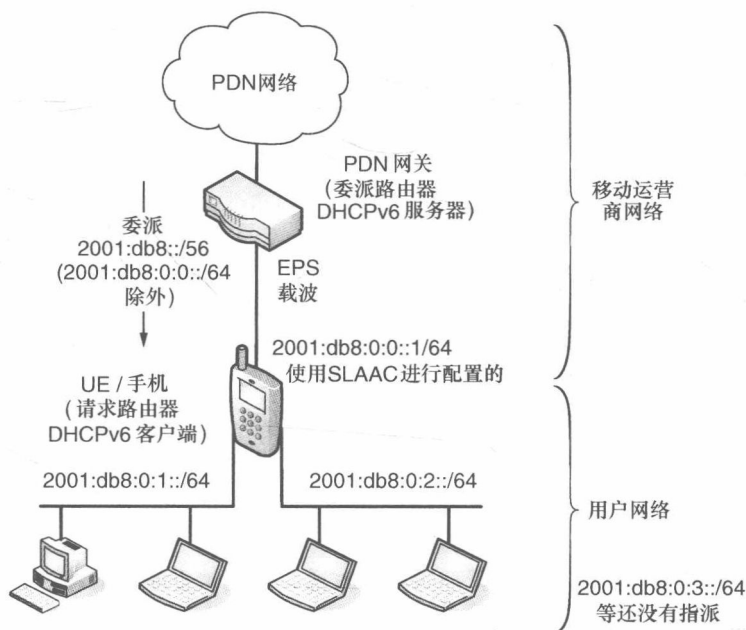 PDN网络
PDN 网关
(委派路由器
DHCPv6 服务器)
移动运营
商网络
委派
2001:db8::/56
(2001:db8:0:0::/64
除外)
EPS
载波
2001:db8:0:0::1/64
使用SLAAC进行配置的
UE / 手机
(请求路由器
DHCPv6 客户端)
2001:db8:0:1::/64
2001:db8:0:2::/64
用户网络
2001:db8:0:3::/64
等还没有指派